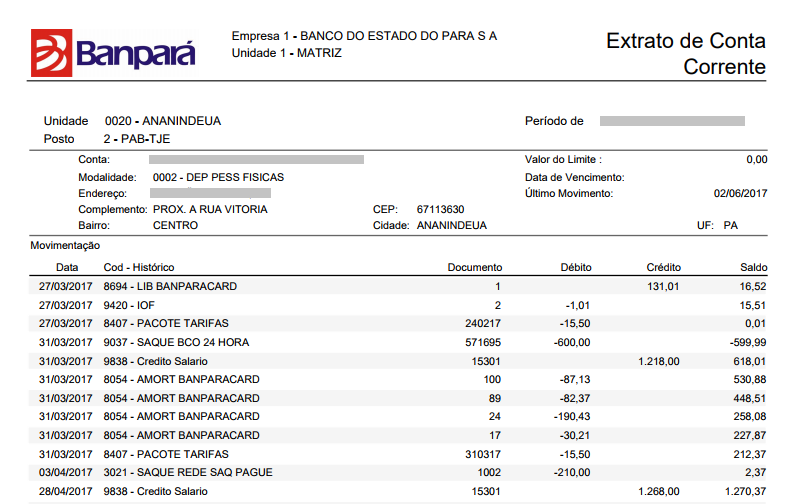 Banpará
Empresa 1 - BANCO DO ESTADO DO PARA S A
Unidade 1 - MATRIZ
Extrato de Conta
Corrente
Unidade 0020 - ANANINDEUA Período de
Posto 2 - PAB-TJE
Conta: Valor do Limite : 0,00
Modalidade: 0002 - DEP PESS FISICAS Data de Vencimento:
Endereço: Último Movimento: 02/06/2017
Complemento: PROX. A RUA VITORIA CEP: 67113630
Bairro: CENTRO Cidade: ANANINDEUA UF: PA
Movimentação
Data Cod - Histórico Documento Débito Crédito Saldo
27/03/2017 8694 - LIB BANPARACARD 1 131,01 16,52
27/03/2017 9420 - IOF 2 -1,01 15,51
27/03/2017 8407 - PACOTE TARIFAS 240217 -15,50 0,01
31/03/2017 9037 - SAQUE BCO 24 HORA 571695 -600,00 -599,99
31/03/2017 9838 - Credito Salario 15301 1.218,00 618,01
31/03/2017 8054 - AMORT BANPARACARD 100 -87,13 530,88
31/03/2017 8054 - AMORT BANPARACARD 89 -82,37 448,51
31/03/2017 8054 - AMORT BANPARACARD 24 -190,43 258,08
31/03/2017 8054 - AMORT BANPARACARD 17 -30,21 227,87
31/03/2017 8407 - PACOTE TARIFAS 310317 -15,50 212,37
03/04/2017 3021 - SAQUE REDE SAQ PAGUE 1002 -210,00 2,37
28/04/2017 9838 - Credito Salario 15301 1.268,00 1.270,37